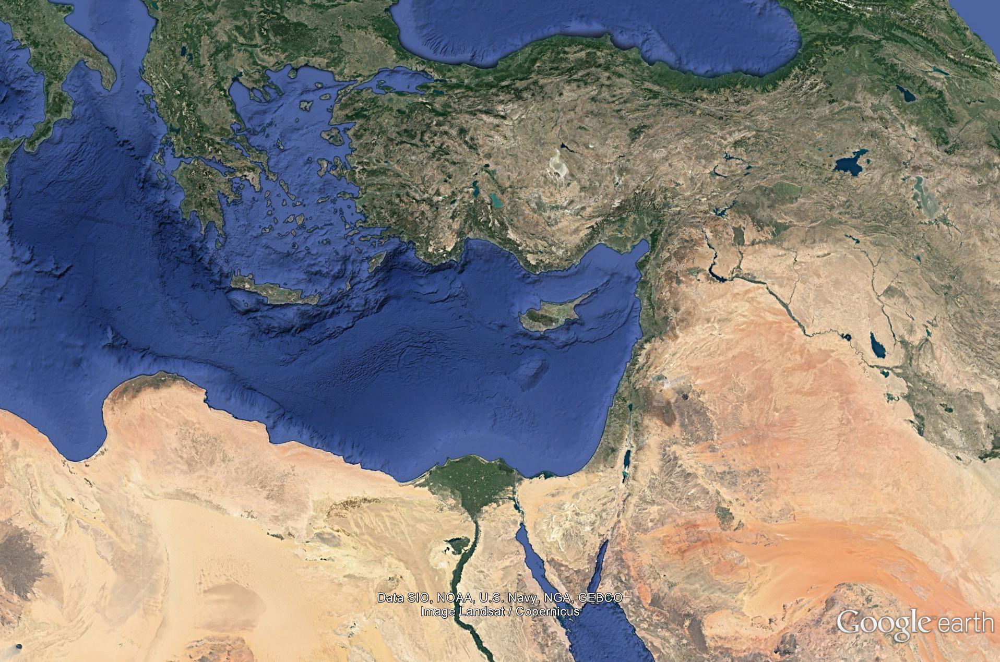 Data SIO, NOAA, U.S. Navy, NGA, GEBCO
Image Landsat / Copernicus
Google earth